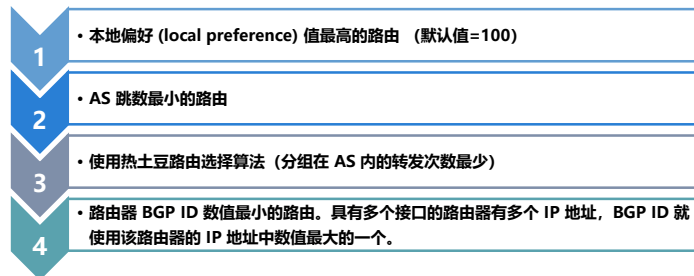 1
• 本地偏好 (local preference) 值最高的路由 （默认值=100）
2
• AS 跳数最小的路由
3
• 使用热土豆路由选择算法（分组在 AS 内的转发次数最少）
4
• 路由器 BGP ID 数值最小的路由。具有多个接口的路由器有多个 IP 地址，BGP ID 就
使用该路由器的 IP 地址中数值最大的一个。